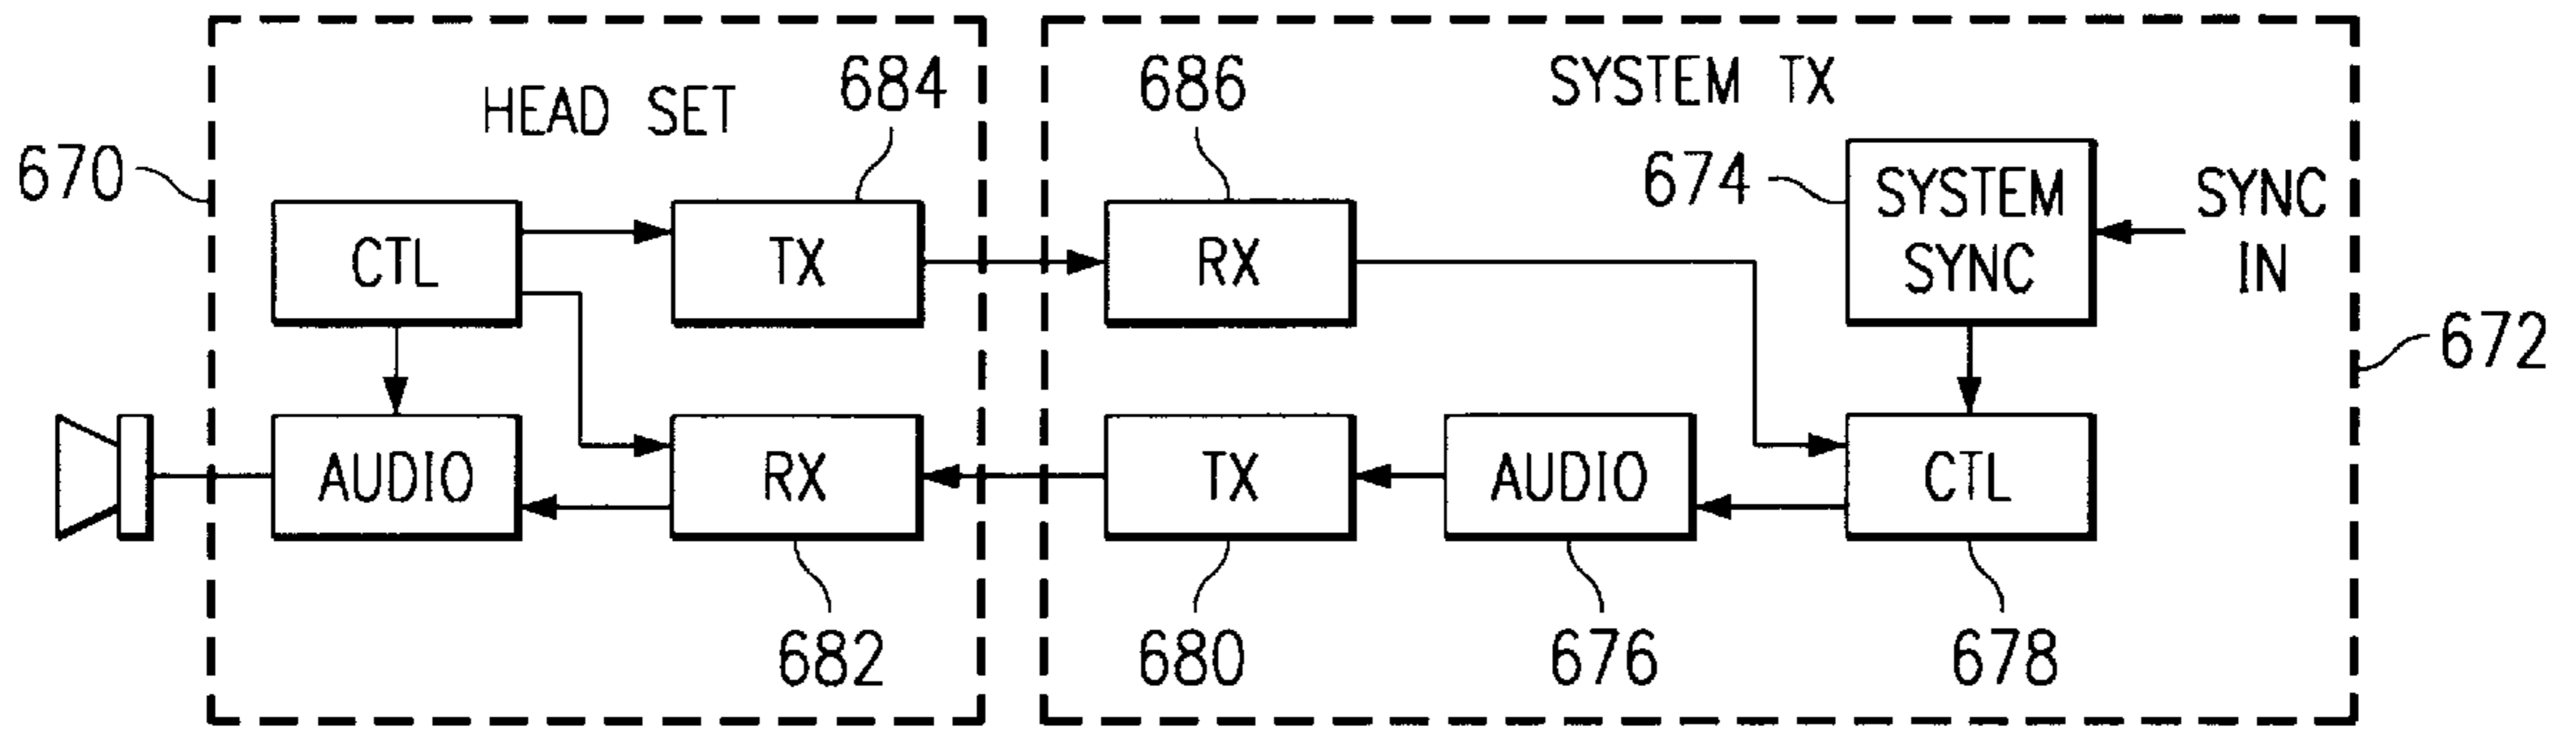 HEAD SET
684
686
SYSTEM TX
670
674
SYSTEM
SYNC
SYNC
IN
CTL
TX
RX
672
AUDIO
RX
TX
AUDIO
CTL
682
680
676
678